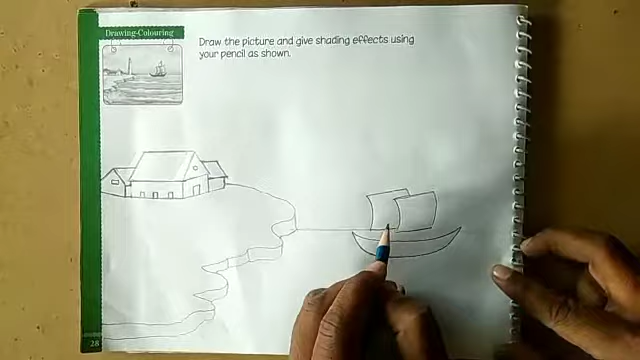 Drawing-Colouring
Draw the picture and give shading effects using
your pencil as shown.
28